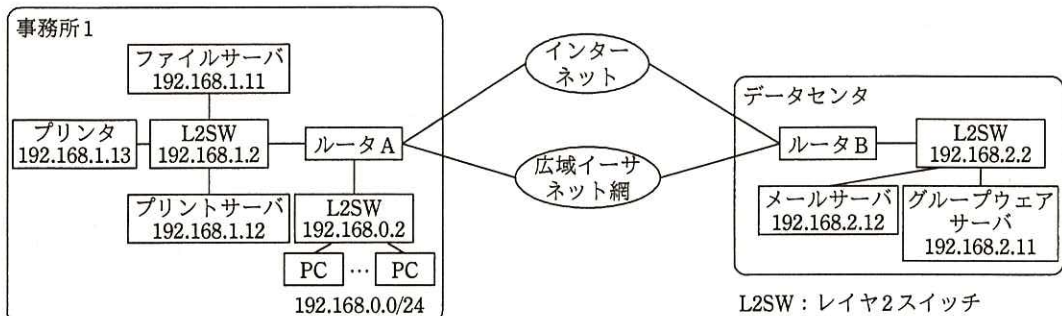 事務所1
ファイルサーバ
192.168.1.11
プリンタ
192.168.1.13
L2SW
192.168.1.2
ルータA
プリントサーバ
192.168.1.12
L2SW
192.168.0.2
PC … PC
192.168.0.0/24
インター
ネット
広域イーサ
ネット網
データセンタ
ルータB
L2SW
192.168.2.2
メールサーバ
192.168.2.12
グループウェア
サーバ
192.168.2.11
L2SW:レイヤ2スイッチ